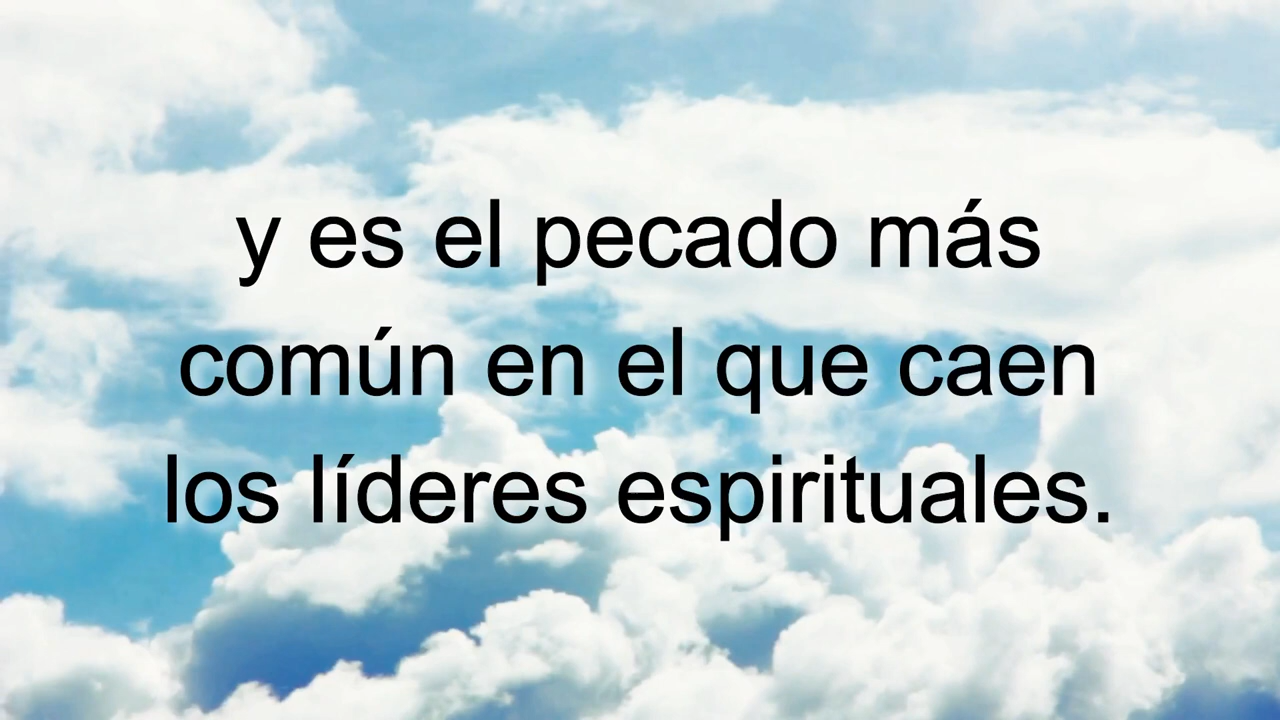 y es el pecado más
común en el que caen
los líderes espirituales.